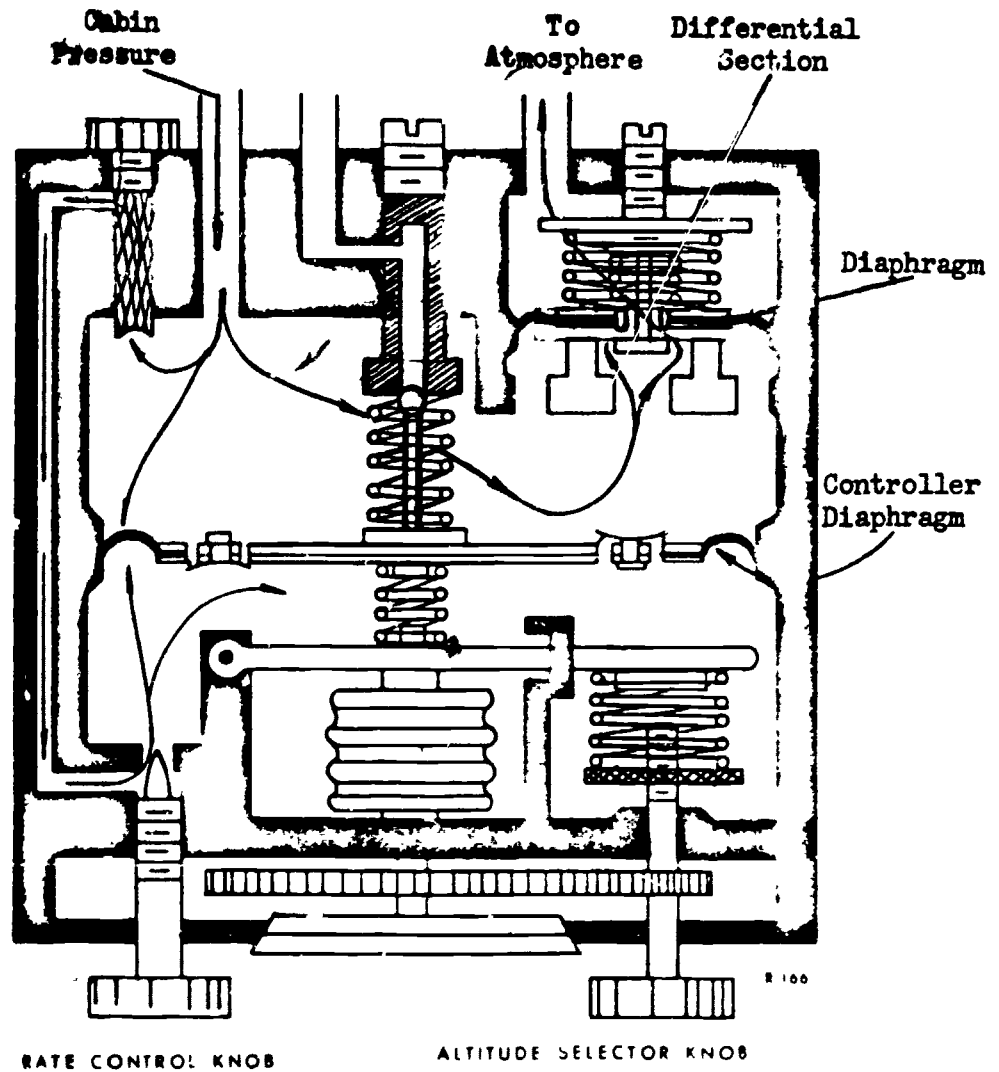 Cabin
Pressure
To
Atmosphere
Differential
Section
Diaphragm
Controller
Diaphragm
R 166
RATE CONTROL KNOB
ALTITUDE SELECTOR KNOB